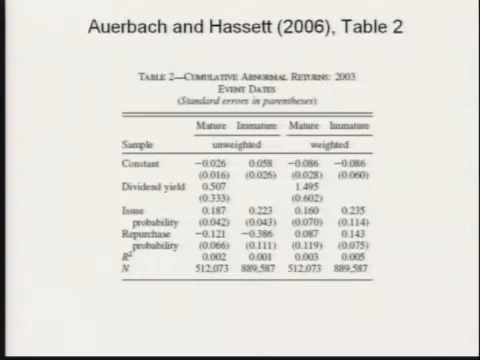 Auerbach and Hassett (2006), Table 2
TABLE 2—CUMULATIVE ABNORMAL RETURNS: 2003
EVENT DATES
(Standard errors in parentheses)
Mature Immature Mature Immature
Sample unweighted weighted
Constant −0.026 0.058 −0.086 −0.086
(0.016) (0.026) (0.028) (0.060)
Dividend yield 0.507 1.495
(0.333) (0.602)
Issue 0.187 0.223 0.160 0.235
probability (0.042) (0.043) (0.070) (0.114)
Repurchase −0.121 −0.386 0.087 0.143
probability (0.066) (0.111) (0.119) (0.075)
R² 0.002 0.001 0.003 0.005
N 512,073 889,587 512,073 889,587